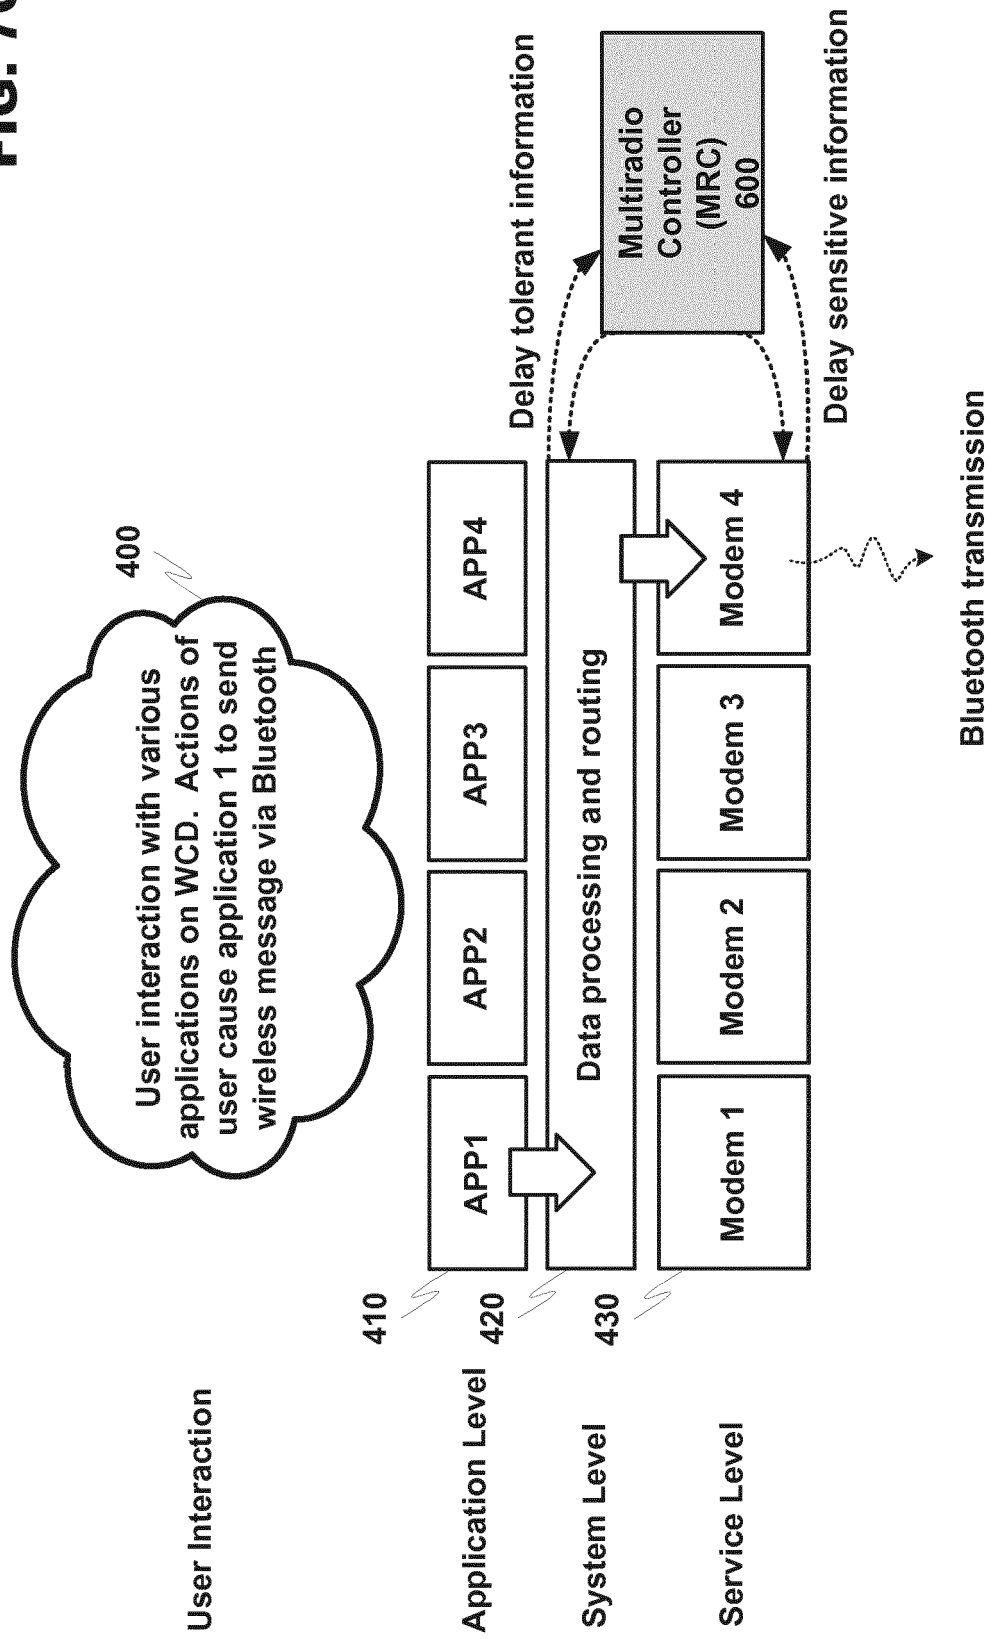 FIG. 7
User Interaction
400
User interaction with various
applications on WCD. Actions of
user cause application 1 to send
wireless message via Bluetooth
Application Level
410
APP1
APP2
APP3
APP4
System Level
420
Data processing and routing
Service Level
430
Modem 1
Modem 2
Modem 3
Modem 4
Delay tolerant information
Multiradio
Controller
(MRC)
600
Delay sensitive information
Bluetooth transmission